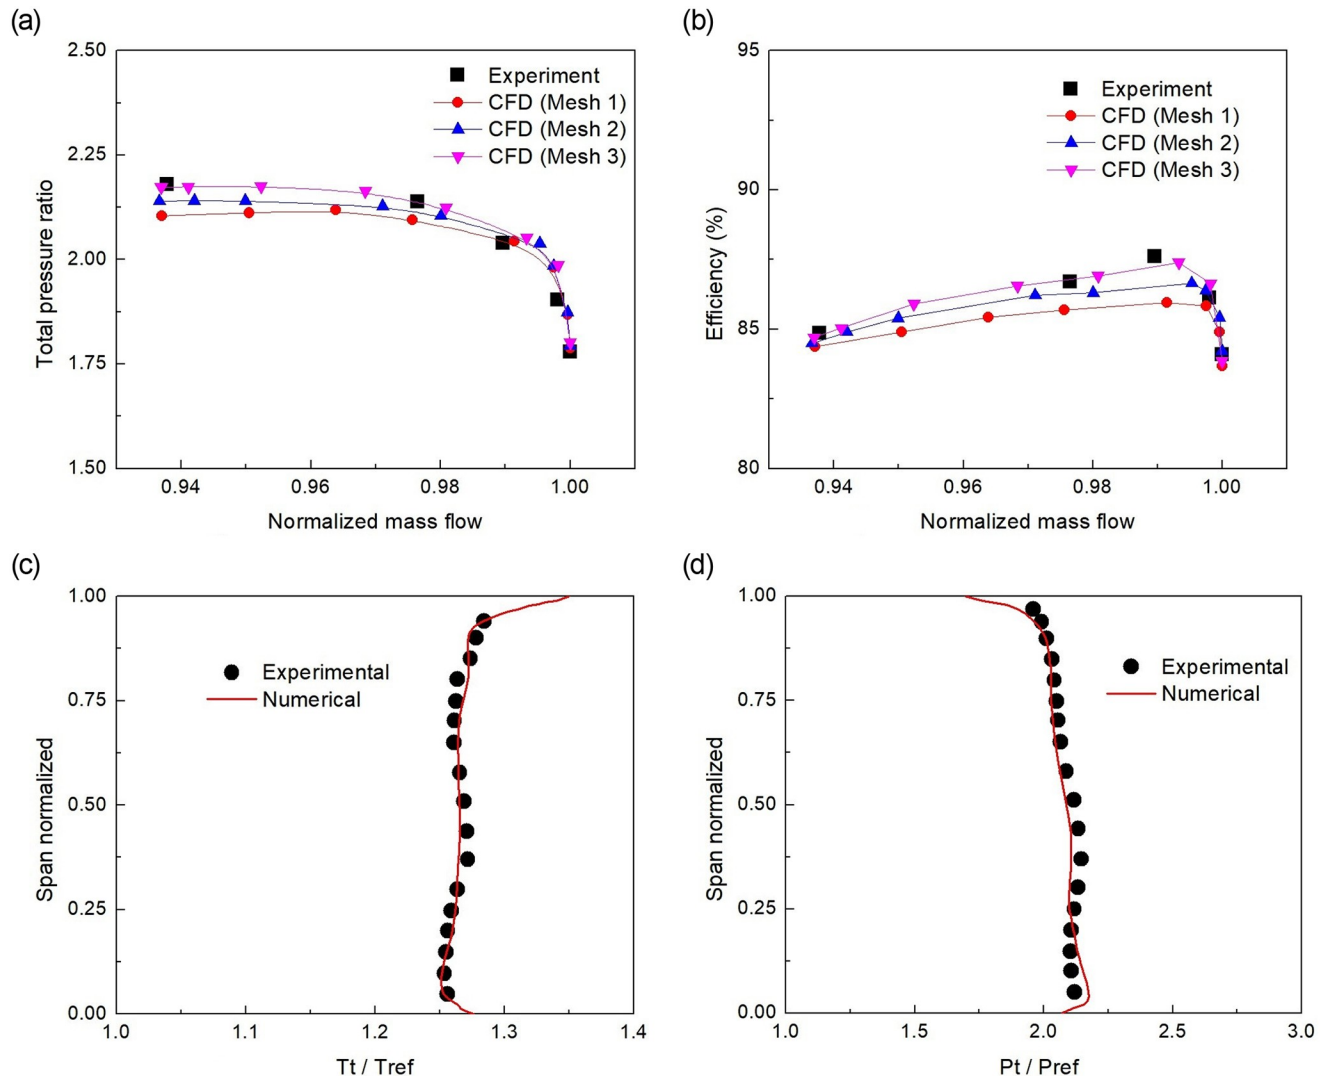 (a)
2.50
2.25
2.00
1.75
1.50
Total pressure ratio
Experiment
CFD (Mesh 1)
CFD (Mesh 2)
CFD (Mesh 3)
0.94
0.96
0.98
1.00
Normalized mass flow
(b)
95
90
85
80
Efficiency (%)
Experiment
CFD (Mesh 1)
CFD (Mesh 2)
CFD (Mesh 3)
0.94
0.96
0.98
1.00
Normalized mass flow
(c)
1.00
0.75
0.50
0.25
0.00
Span normalized
Experimental
Numerical
1.0
1.1
1.2
1.3
1.4
Tt / Tref
(d)
1.00
0.75
0.50
0.25
0.00
Span normalized
Experimental
Numerical
1.0
1.5
2.0
2.5
3.0
Pt / Pref